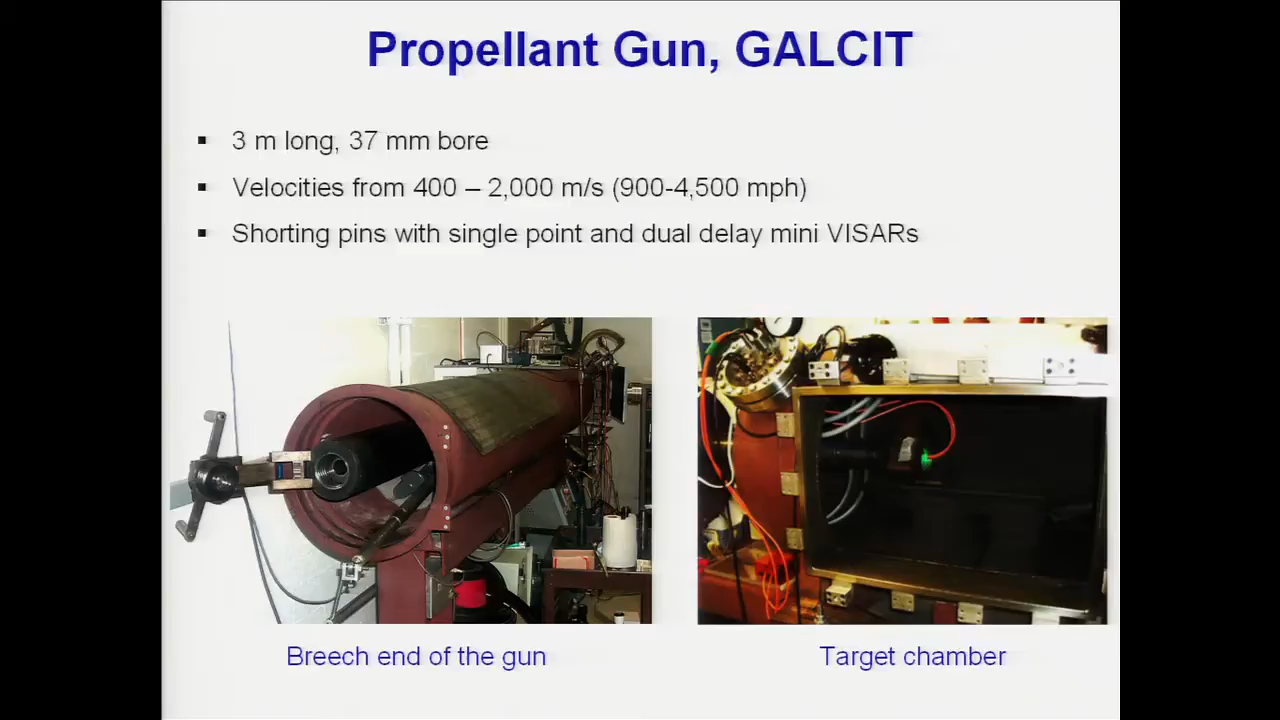 Propellant Gun, GALCIT
▪ 3 m long, 37 mm bore
▪ Velocities from 400 – 2,000 m/s (900-4,500 mph)
▪ Shorting pins with single point and dual delay mini VISARs
Breech end of the gun
Target chamber